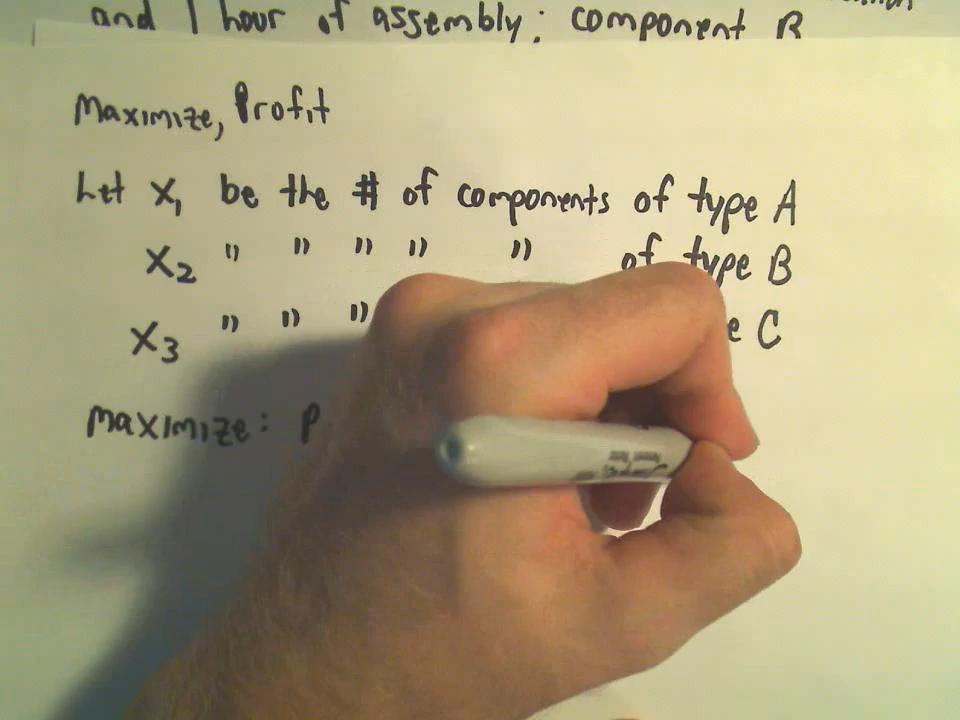 and 1 hour of assembly; component B
Maximize, Profit
Let x₁ be the # of components of type A
x₂ " " " " " of type B
x₃ " " " C
maximize: P